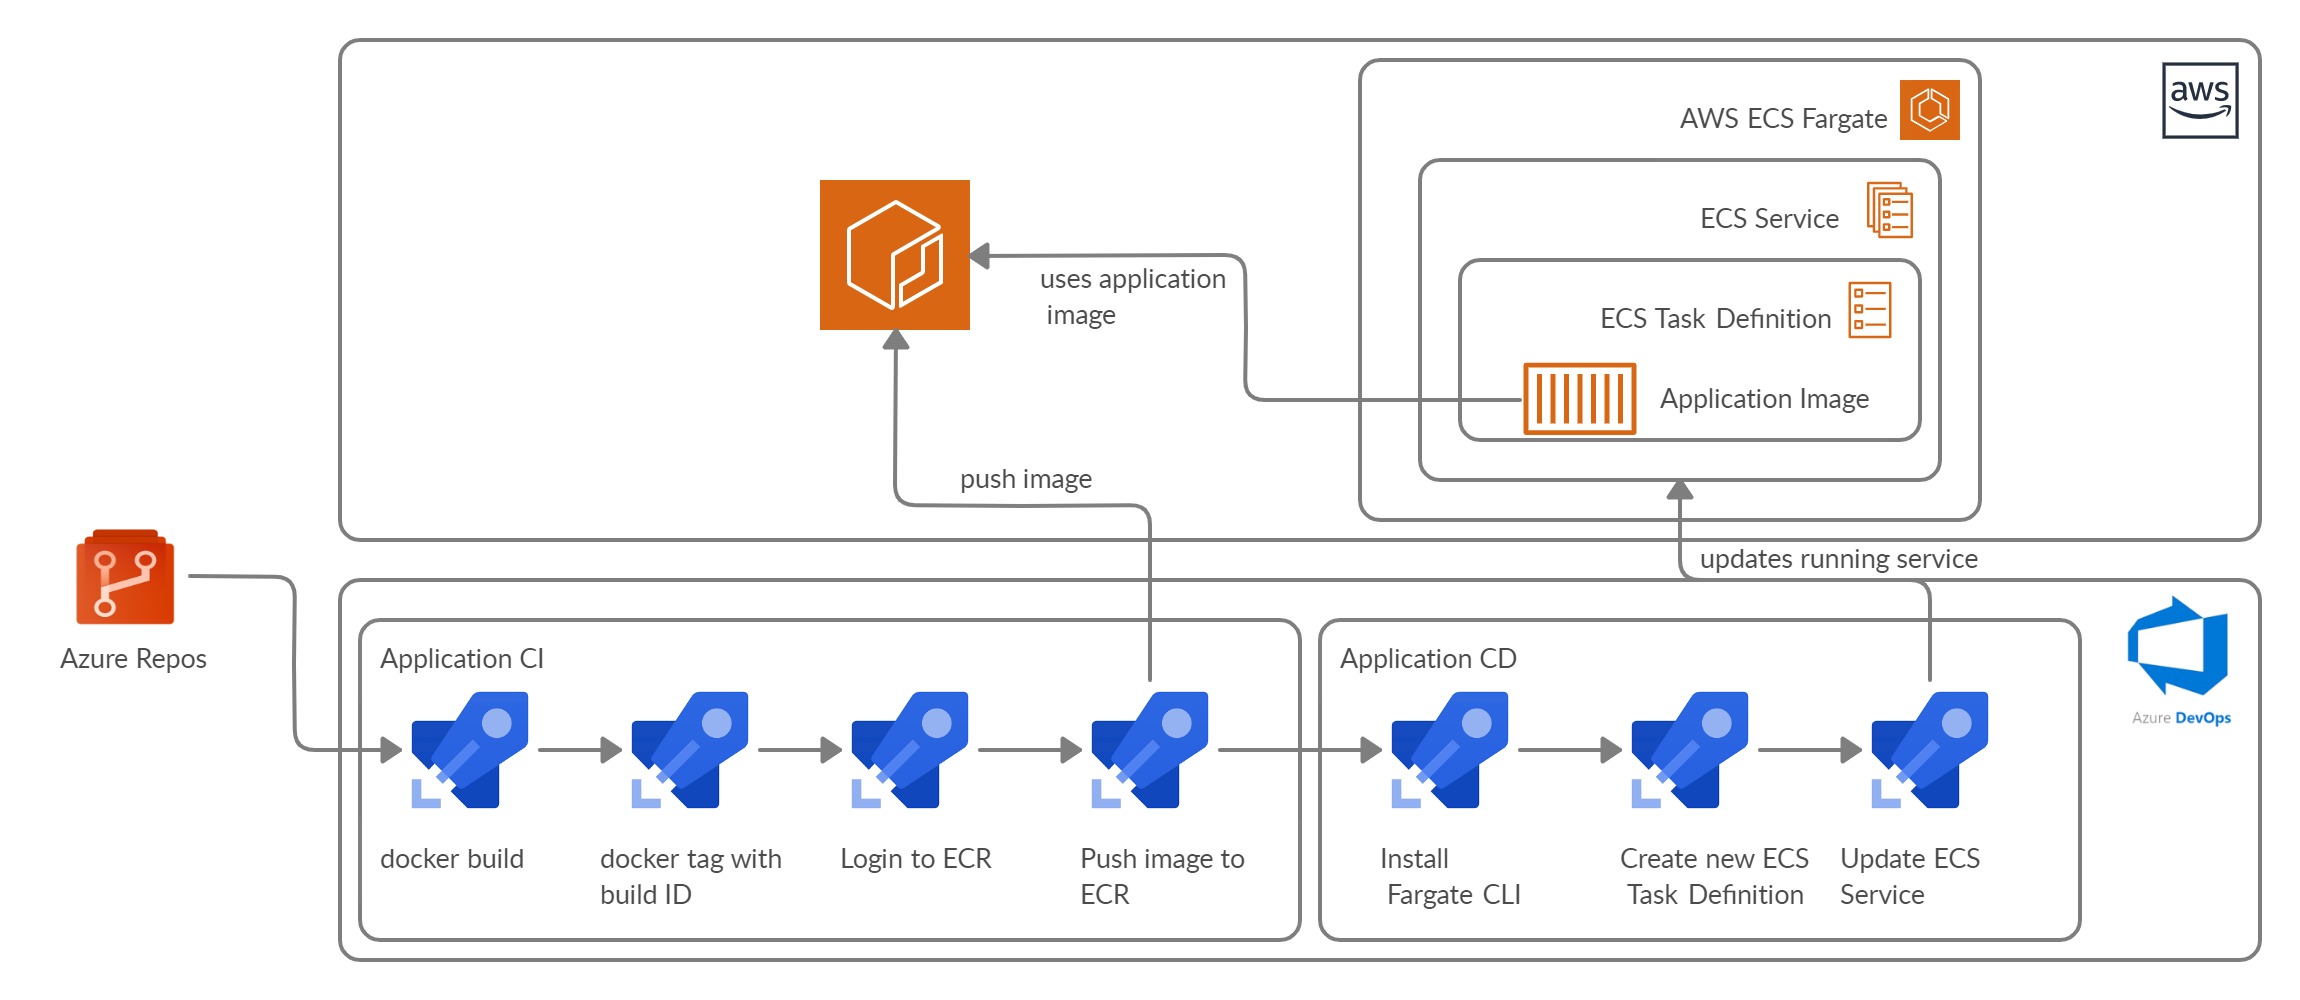 aws
AWS ECS Fargate
ECS Service
uses application
image
ECS Task Definition
Application Image
push image
updates running service
Azure Repos
Application CI
Application CD
Azure DevOps
docker build
docker tag with
build ID
Login to ECR
Push image to
ECR
Install
Fargate CLI
Create new ECS
Task Definition
Update ECS
Service